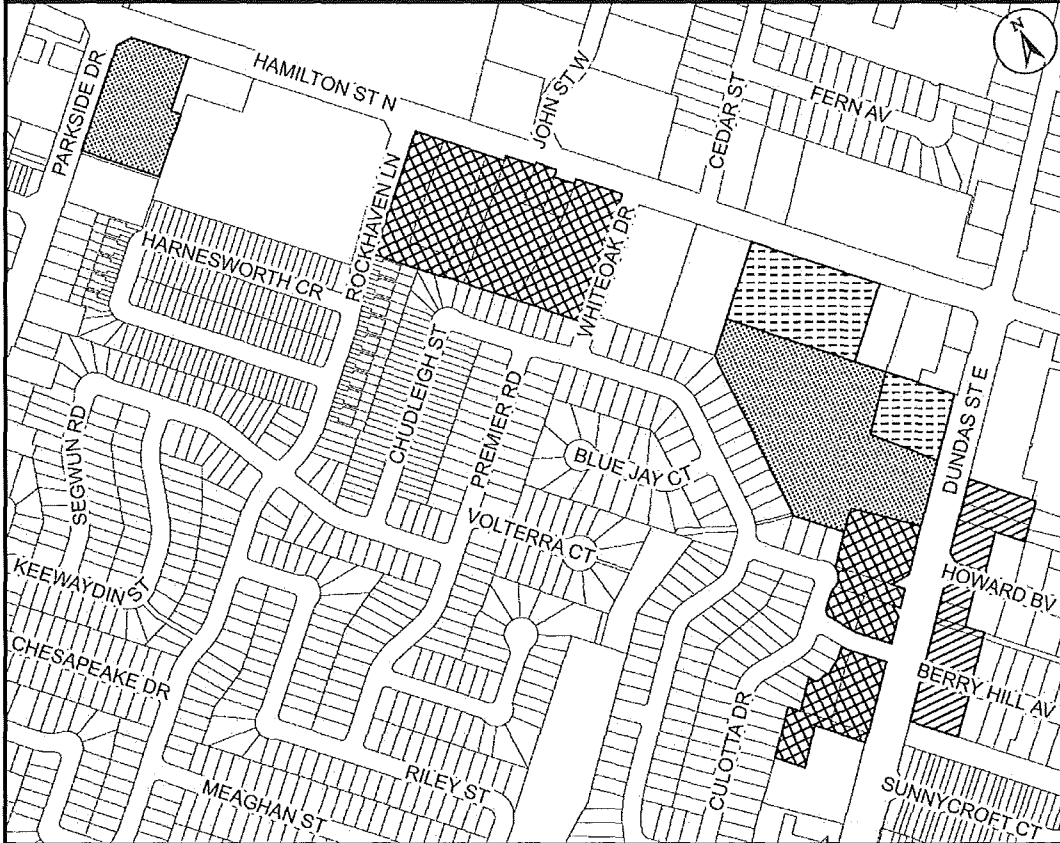 N
PARKSIDE DR
HAMILTON ST N
JOHN ST W
CEDAR ST
FERN AV
HARNESWORTH CR
ROCKHAVEN LN
WHITEOAK DR
CHUDLEIGH ST
PREMIER RD
BLUE JAY CT
DUNDAS ST E
SEGWUN RD
VOLTERRA CT
HOWARD BV
KEEWAYDIN ST
CHESAPEAKE DR
BERRY HILL AV
CULOTTA DR
RILEY ST
MEAGHAN ST
SUNNYCROFT CT